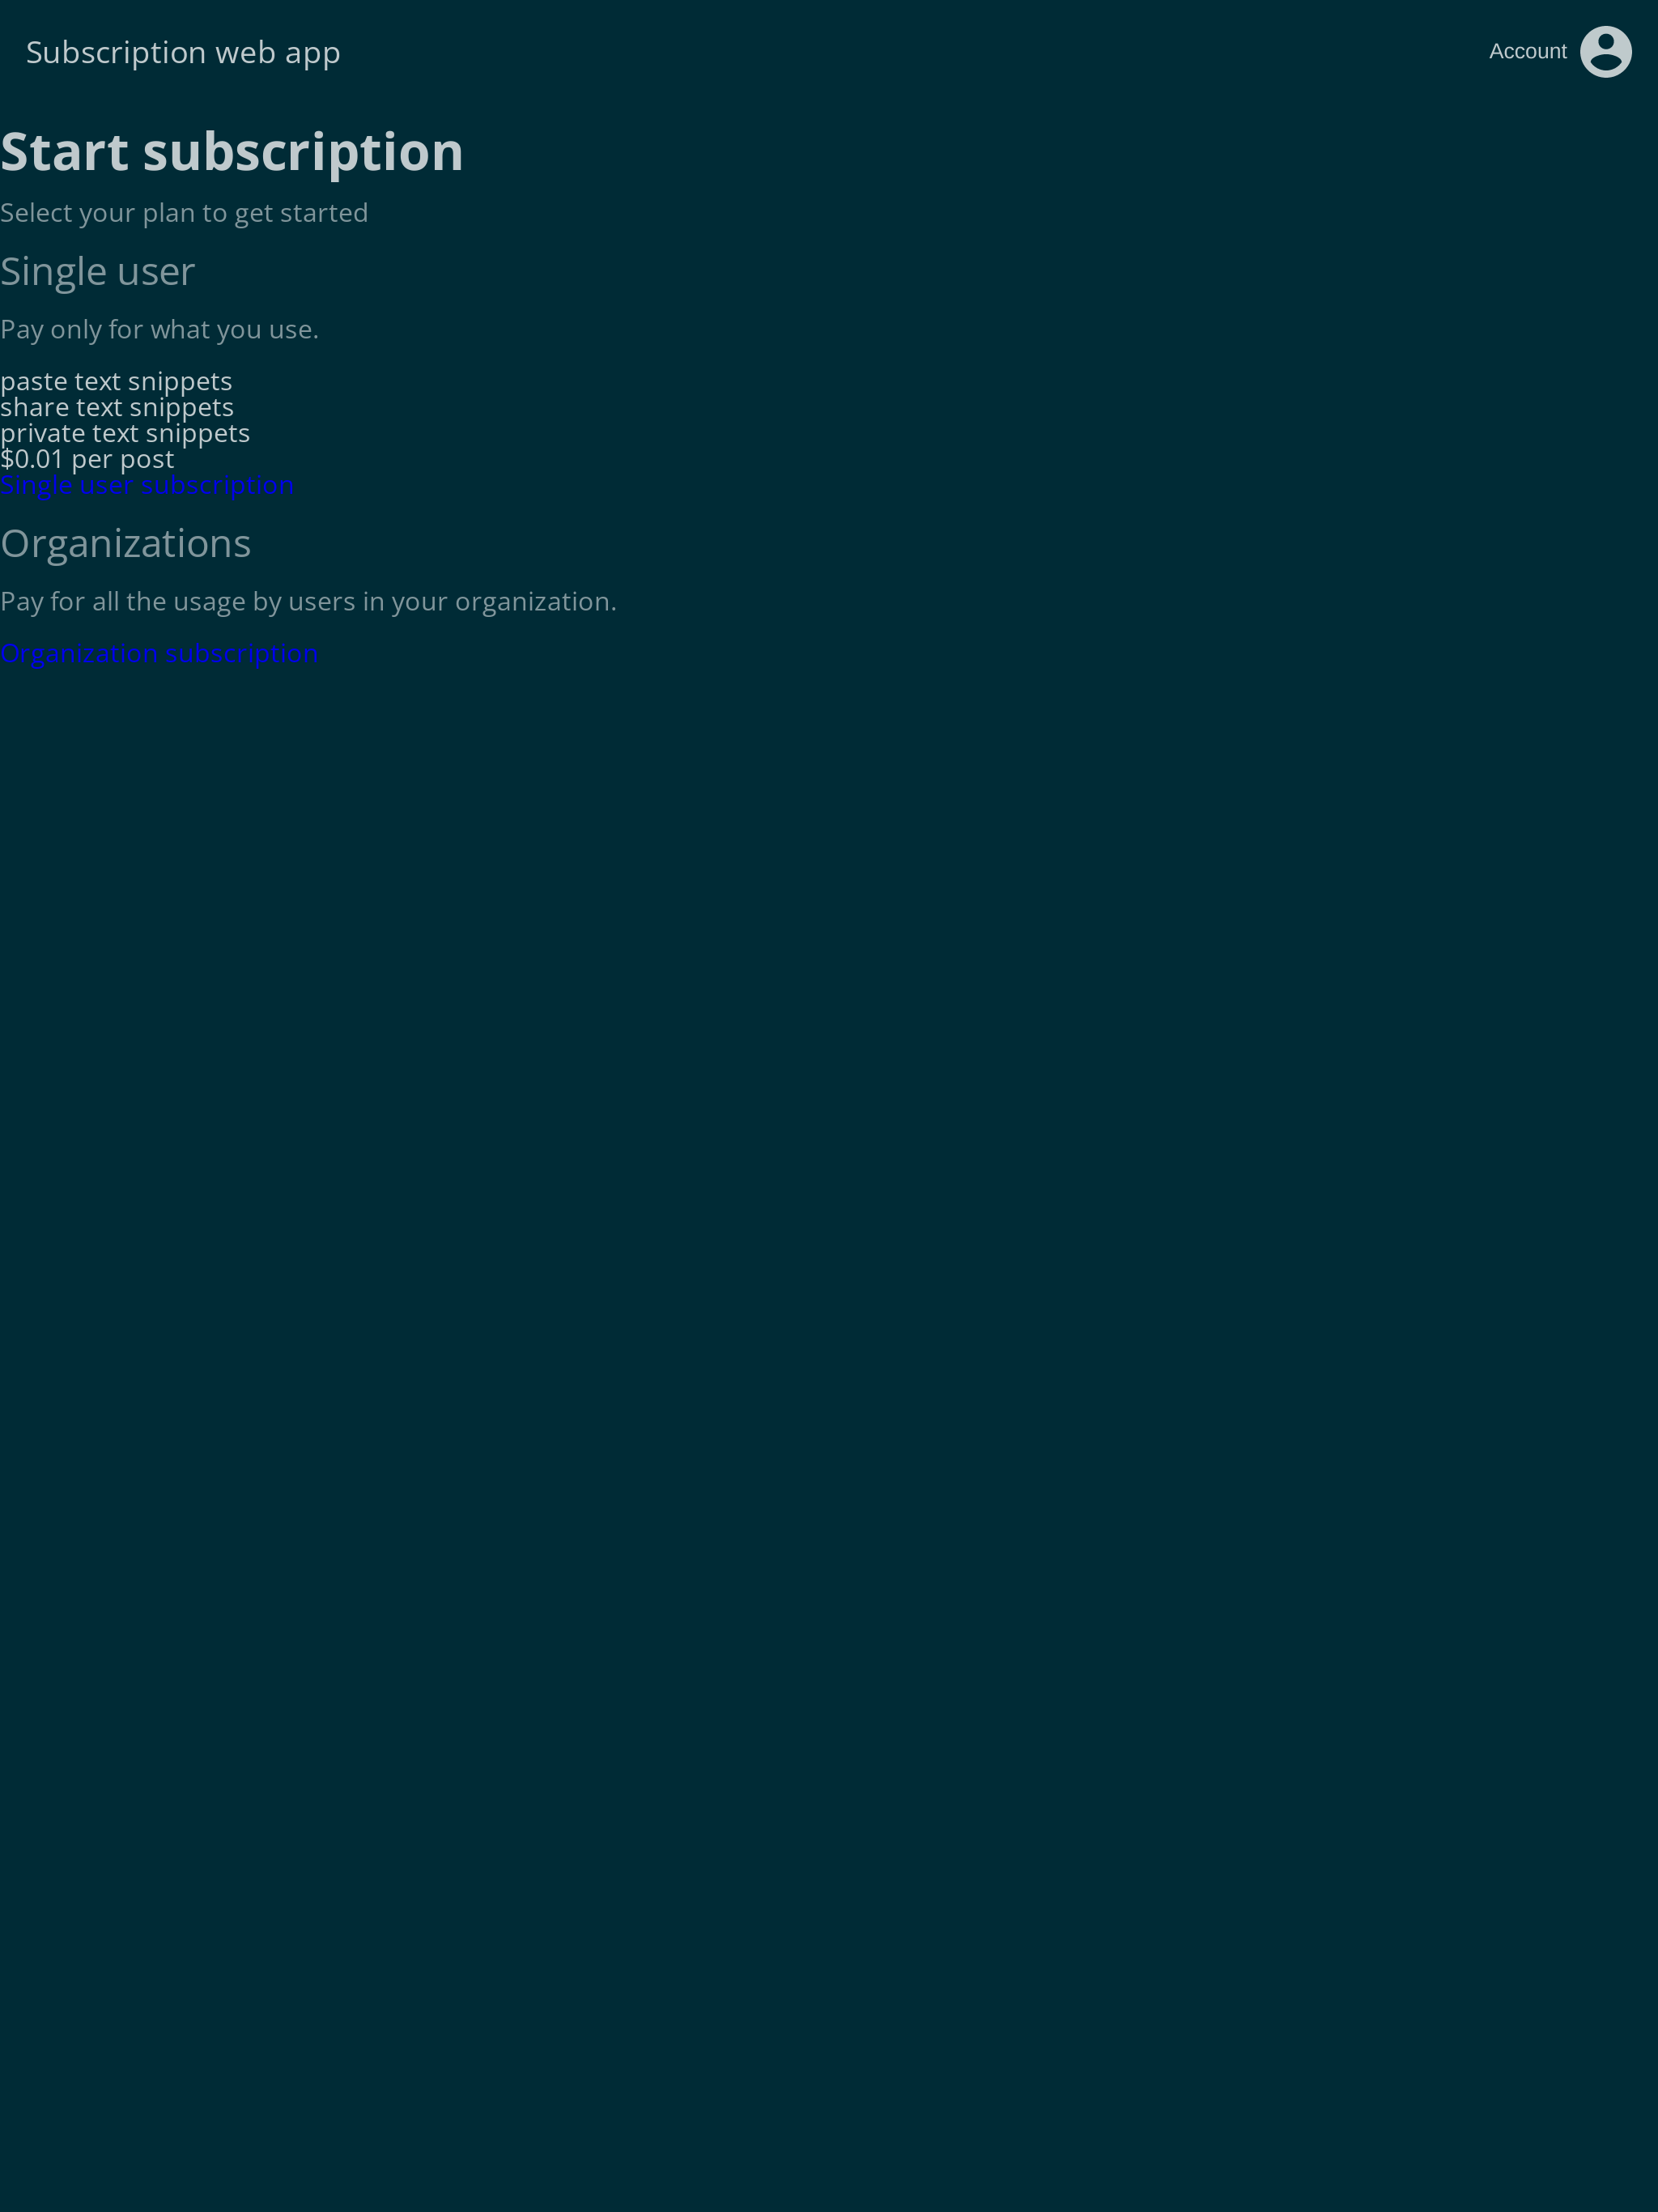 Subscription web app
Account
Start subscription
Select your plan to get started
Single user
Pay only for what you use.
paste text snippets
share text snippets
private text snippets
$0.01 per post
Single user subscription
Organizations
Pay for all the usage by users in your organization.
Organization subscription